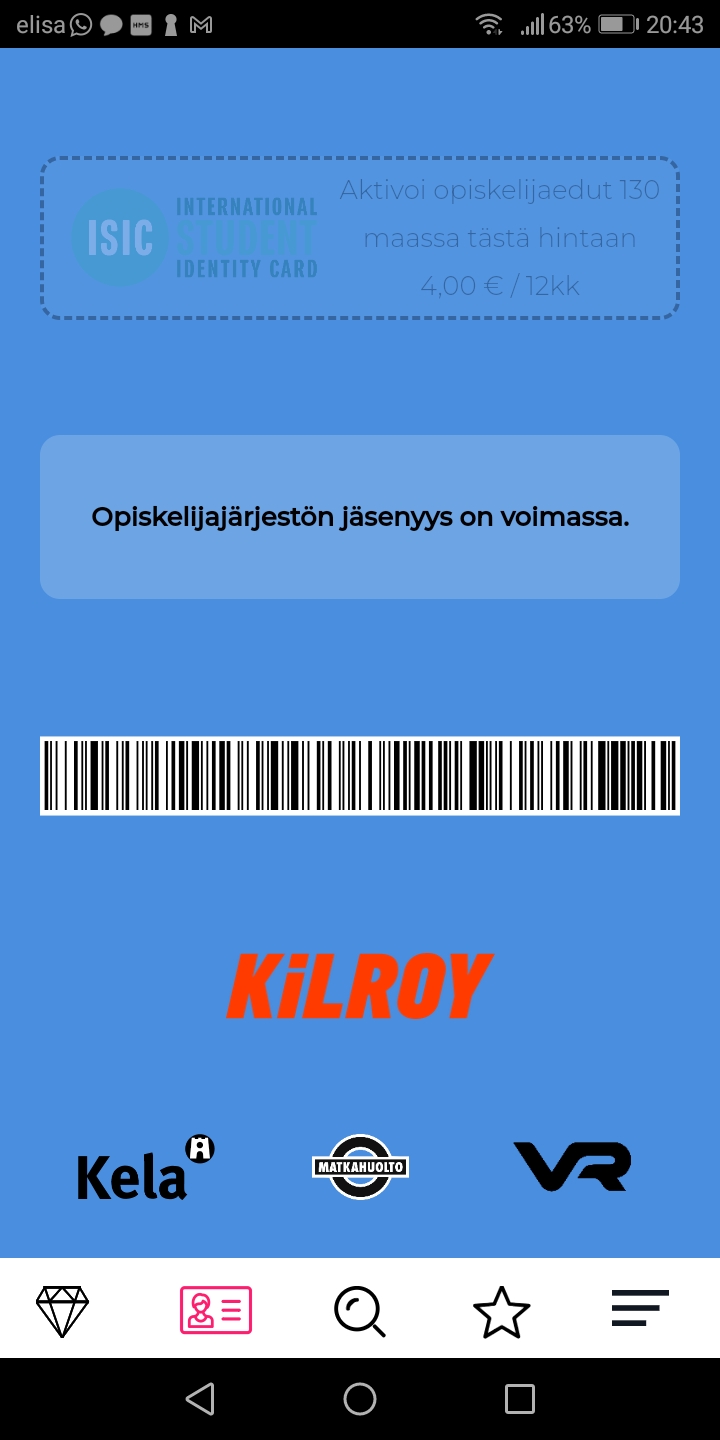 elisa HMS 63% 20:43
ISIC
INTERNATIONAL
STUDENT
IDENTITY CARD
Aktivoi opiskelijaedut 130
maassa tästä hintaan
4,00 € / 12kk
Opiskelijajärjestön jäsenyys on voimassa.
KiLROY
Kela
MATKAHUOLTO
VR